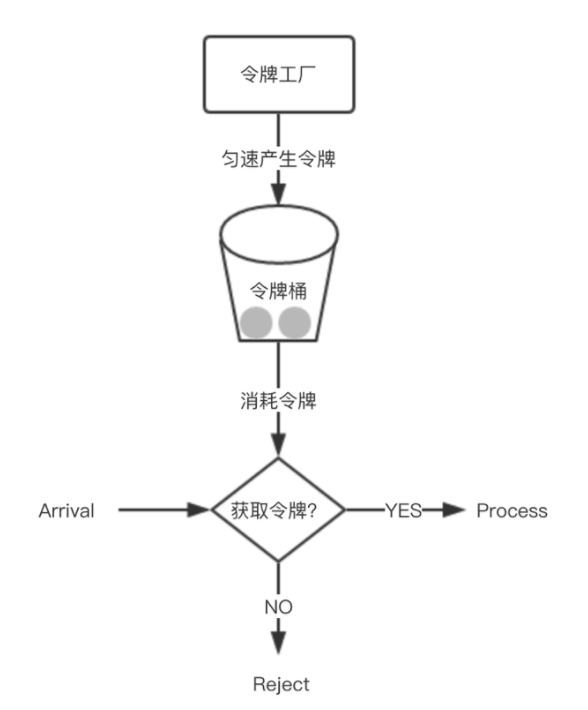 令牌工厂
匀速产生令牌
令牌桶
消耗令牌
Arrival
获取令牌?
YES
Process
NO
Reject